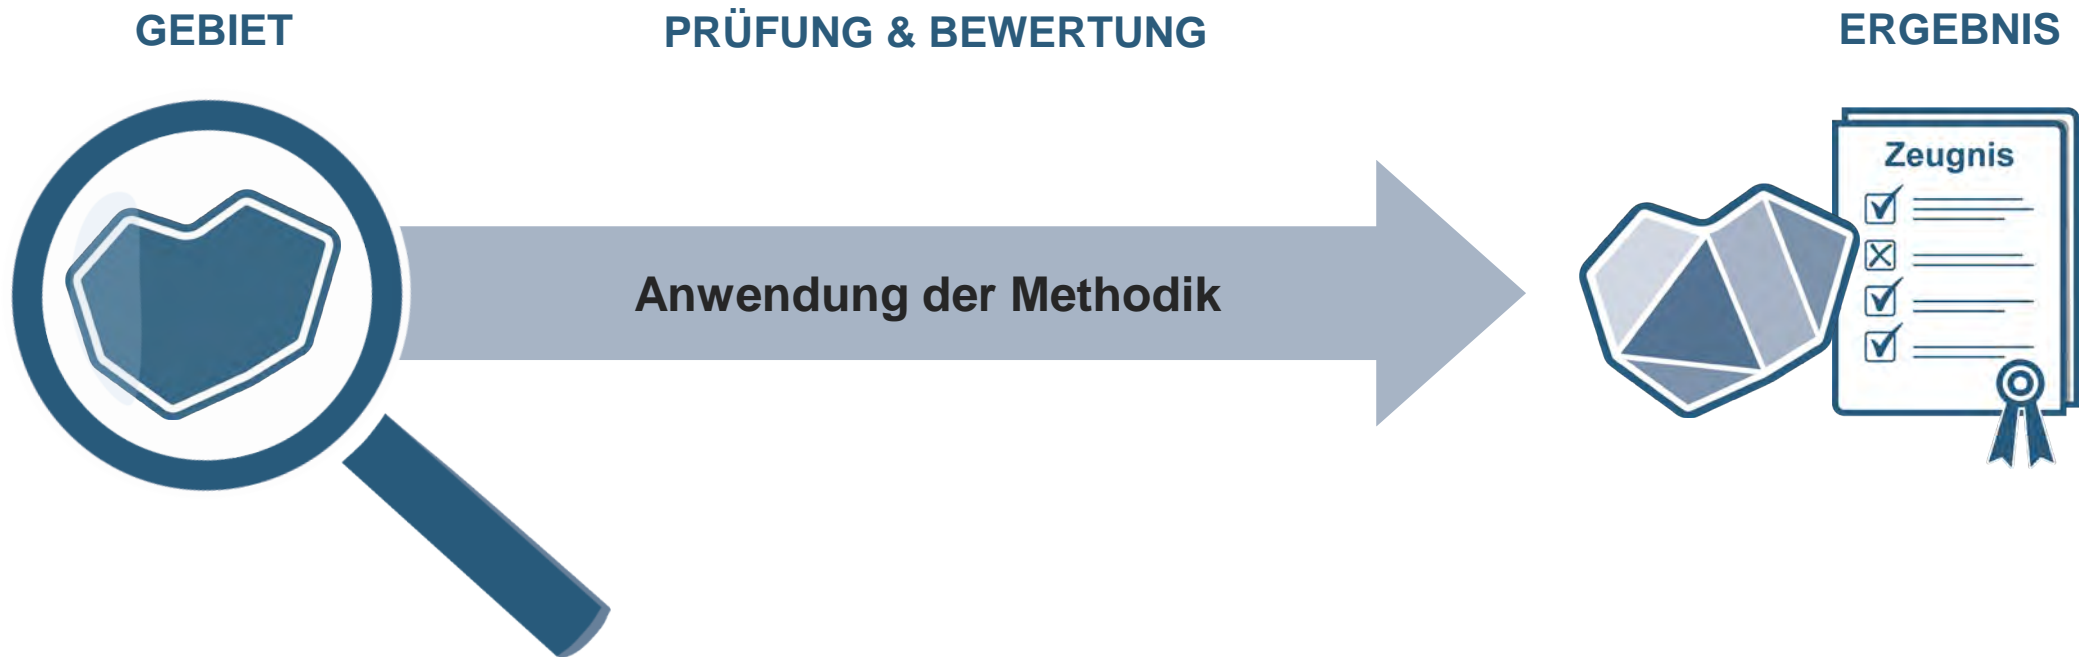 GEBIET
PRÜFUNG & BEWERTUNG
ERGEBNIS
Anwendung der Methodik
Zeugnis